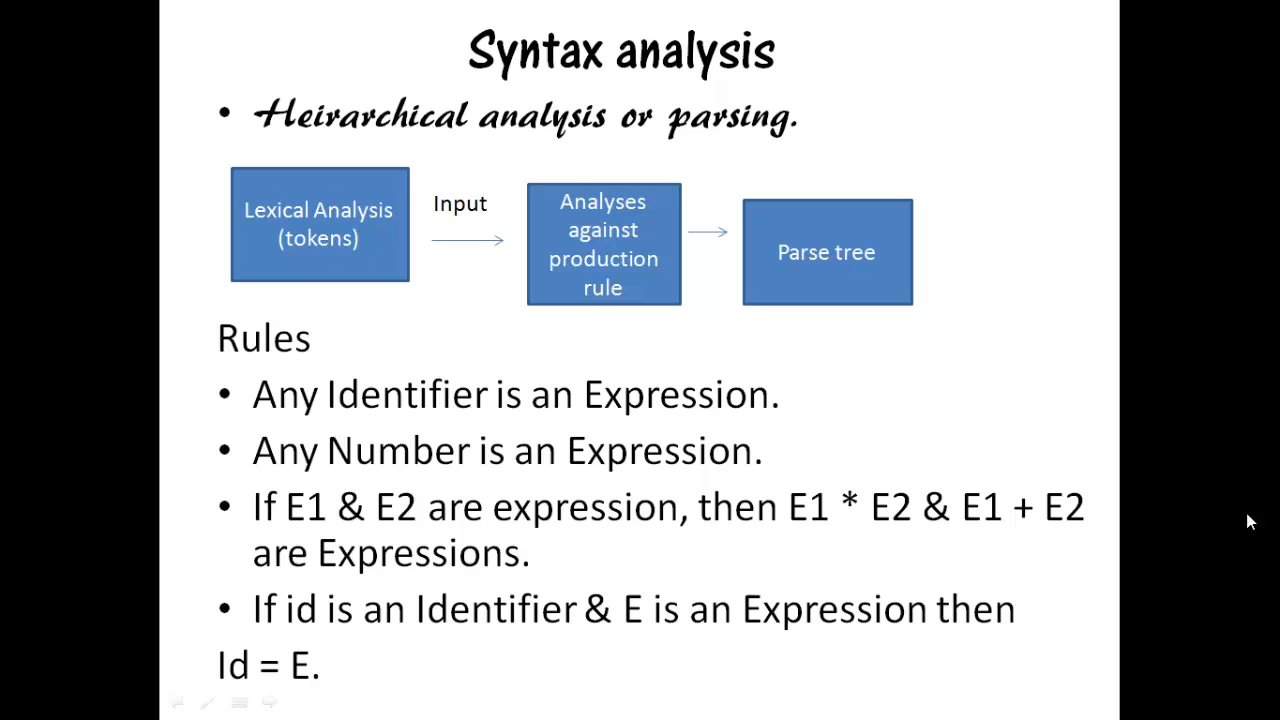 Syntax analysis
• Heirarchical analysis or parsing.
Lexical Analysis
(tokens)
Input
Analyses
against
production
rule
Parse tree
Rules
• Any Identifier is an Expression.
• Any Number is an Expression.
• If E1 & E2 are expression, then E1 * E2 & E1 + E2
are Expressions.
• If id is an Identifier & E is an Expression then
Id = E.